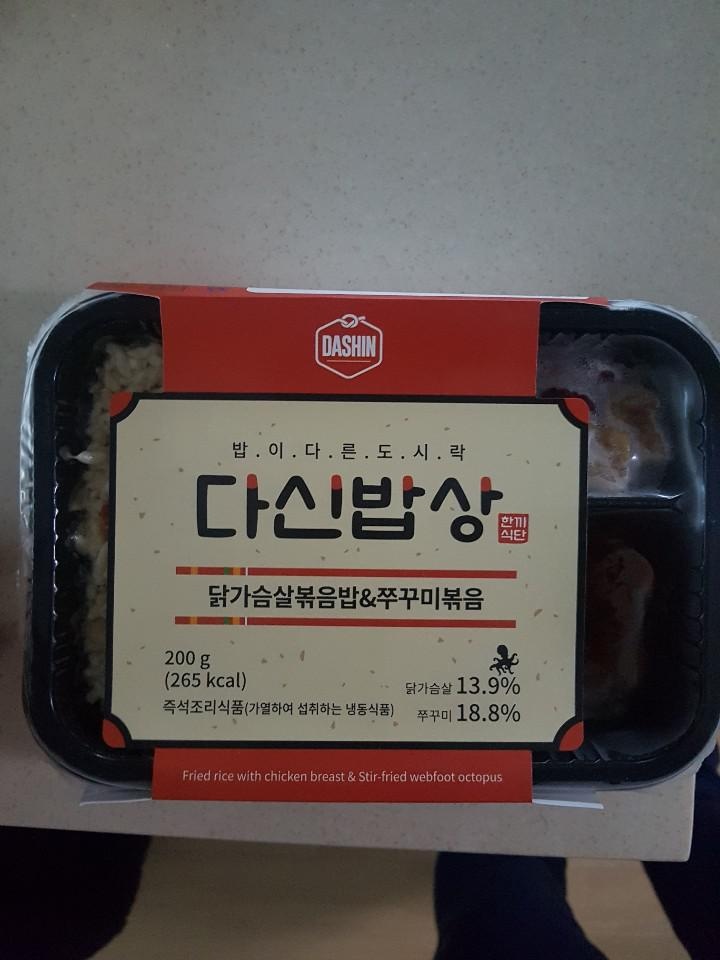 DASHIN
밥.이.다.른.도.시.락
다신밥상
한끼
식단
닭가슴살볶음밥&쭈꾸미볶음
200 g
(265 kcal)
즉석조리식품(가열하여 섭취하는 냉동식품)
닭가슴살 13.9%
쭈꾸미 18.8%
Fried rice with chicken breast & Stir-fried webfoot octopus